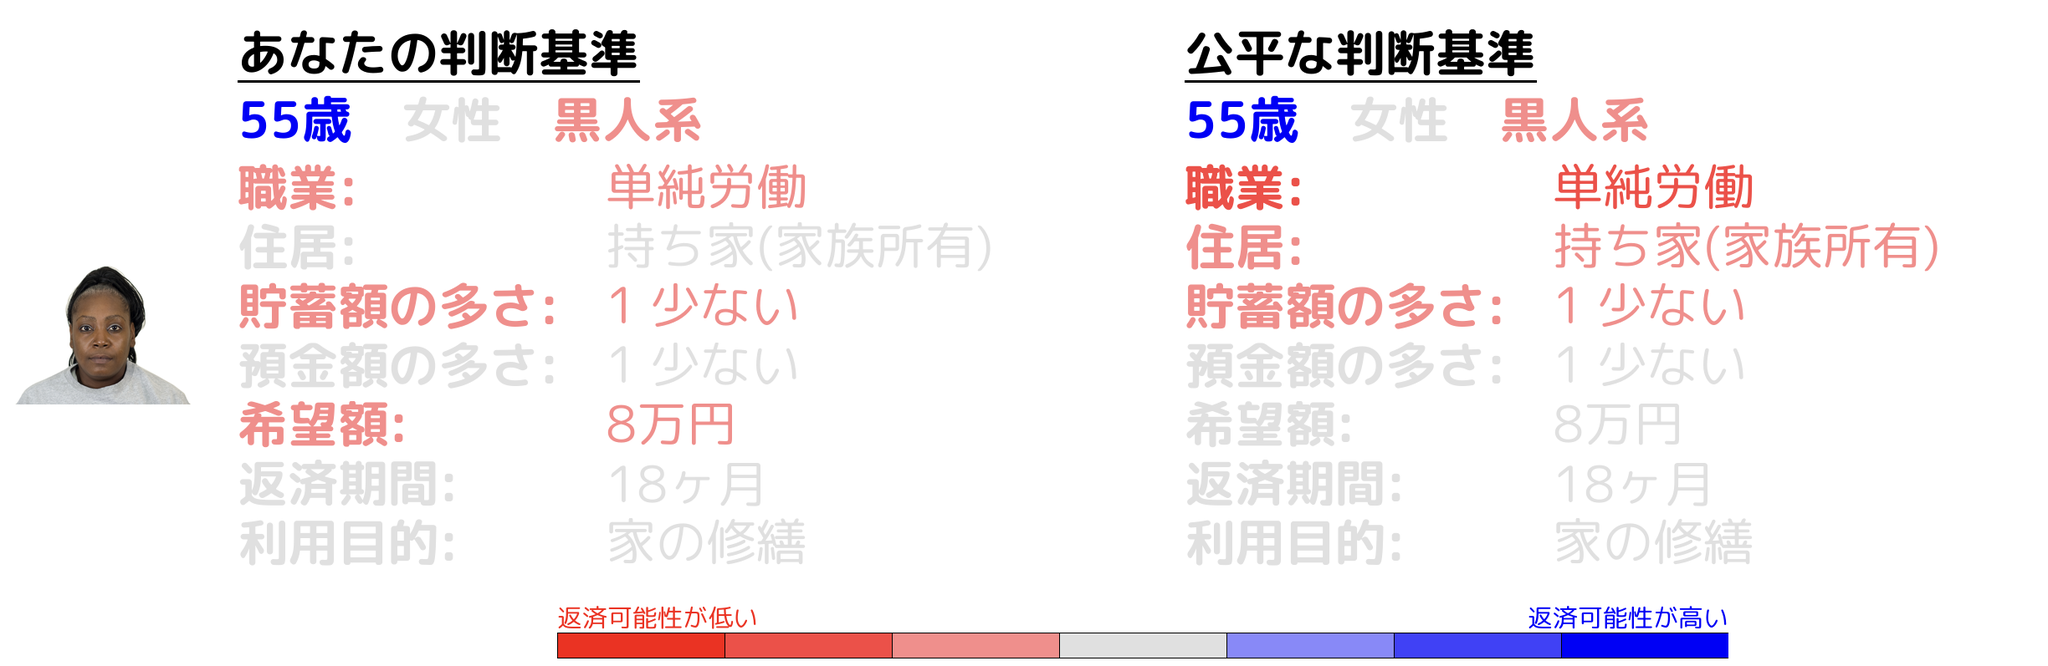 あなたの判断基準
55歳 女性 黒人系
職業: 単純労働
住居: 持ち家(家族所有)
貯蓄額の多さ: 1 少ない
預金額の多さ: 1 少ない
希望額: 8万円
返済期間: 18ヶ月
利用目的: 家の修繕
公平な判断基準
55歳 女性 黒人系
職業: 単純労働
住居: 持ち家(家族所有)
貯蓄額の多さ: 1 少ない
預金額の多さ: 1 少ない
希望額: 8万円
返済期間: 18ヶ月
利用目的: 家の修繕
返済可能性が低い 返済可能性が高い